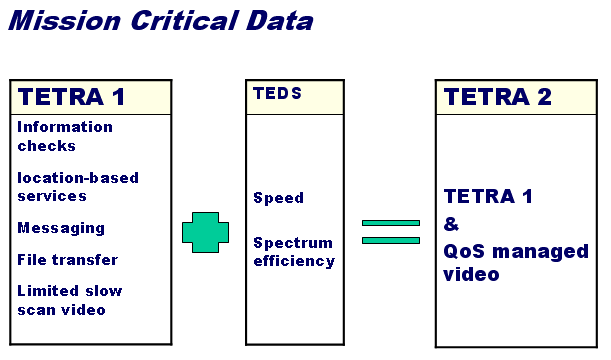 Mission Critical Data
TETRA 1
Information
checks
location-based
services
Messaging
File transfer
Limited slow
scan video
TEDS
Speed
Spectrum
efficiency
TETRA 2
TETRA 1
&
QoS managed
video